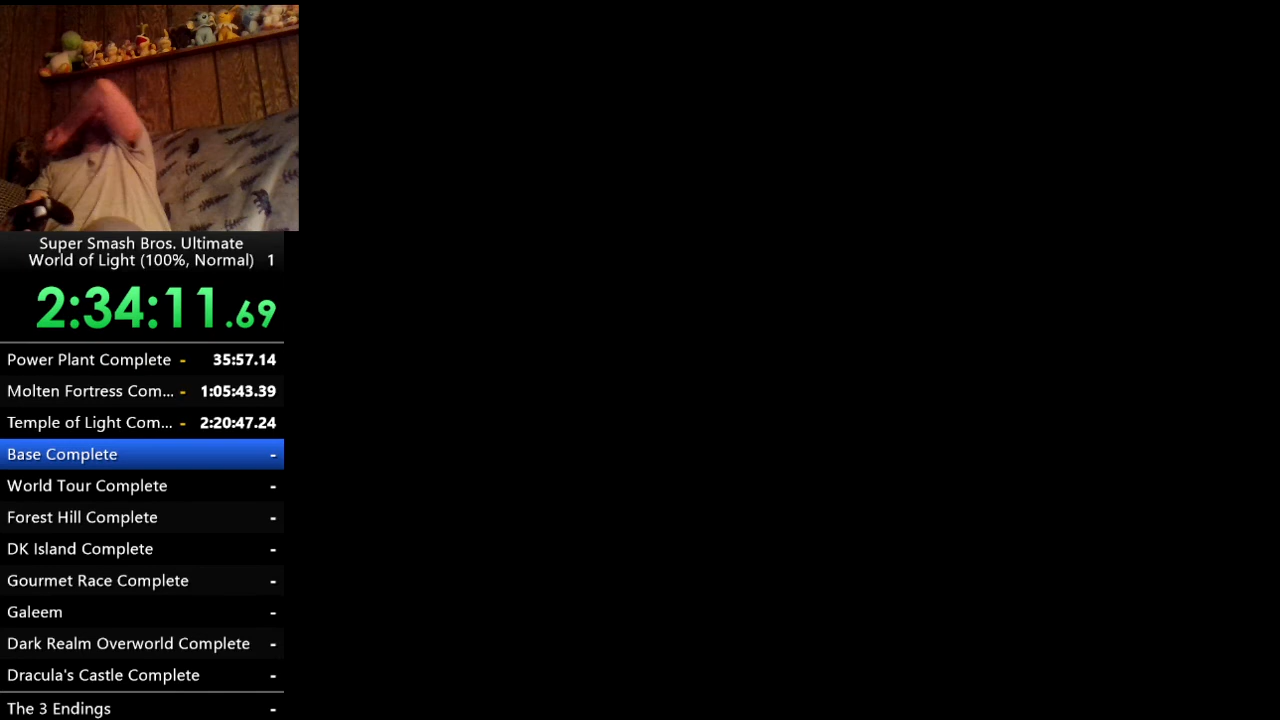 Super Smash Bros. Ultimate
World of Light (100%, Normal) 1
2:34:11.69
Power Plant Complete - 35:57.14
Molten Fortress Com... - 1:05:43.39
Temple of Light Com... - 2:20:47.24
Base Complete -
World Tour Complete -
Forest Hill Complete -
DK Island Complete -
Gourmet Race Complete -
Galeem -
Dark Realm Overworld Complete -
Dracula's Castle Complete -
The 3 Endings -